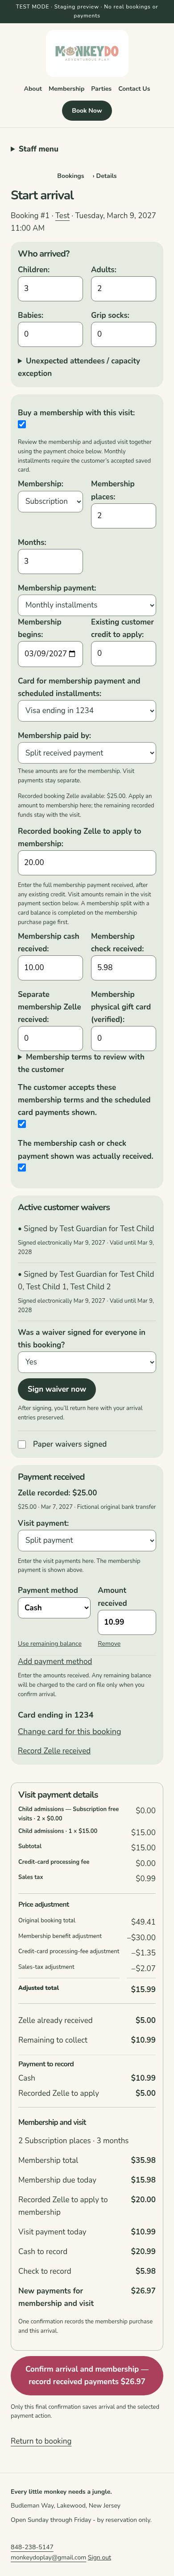 TEST MODE · Staging preview · No real bookings or
payments
MONKEYDO
ADVENTUROUS PLAY
About Membership Parties Contact Us
Book Now
▶ Staff menu
Bookings › Details
Start arrival
Booking #1 · Test · Tuesday, March 9, 2027
11:00 AM
Who arrived?
Children: Adults:
3 2
Babies: Grip socks:
0 0
▶ Unexpected attendees / capacity
exception
Buy a membership with this visit:
Review the membership and adjusted visit together
using the payment choice below. Monthly
installments require the customer's accepted saved
card.
Membership: Membership
places:
Subscription 2
Months:
3
Membership payment:
Monthly installments
Membership Existing customer
begins: credit to apply:
03/09/2027 0
Card for membership payment and
scheduled installments:
Visa ending in 1234
Membership paid by:
Split received payment
These amounts are for the membership. Visit
payments stay separate.
Recorded booking Zelle available: $25.00. Apply an
amount to membership here; the remaining recorded
funds stay with the visit.
Recorded booking Zelle to apply to
membership:
20.00
Enter the full membership payment received, after
any existing credit. Visit amounts remain in the visit
payment section below. A membership split with a
card balance is completed on the membership
purchase page first.
Membership cash Membership
received: check received:
10.00 5.98
Separate Membership
membership Zelle physical gift card
received: (verified):
0 0
▶ Membership terms to review with
the customer
The customer accepts these
membership terms and the scheduled
card payments shown.
The membership cash or check
payment shown was actually received.
Active customer waivers
• Signed by Test Guardian for Test Child
Signed electronically Mar 9, 2027 · Valid until Mar 9,
2028
• Signed by Test Guardian for Test Child
0, Test Child 1, Test Child 2
Signed electronically Mar 9, 2027 · Valid until Mar 9,
2028
Was a waiver signed for everyone in
this booking?
Yes
Sign waiver now
After signing, you'll return here with your arrival
entries preserved.
Paper waivers signed
Payment received
Zelle recorded: $25.00
$25.00 · Mar 7, 2027 · Fictional original bank transfer
Visit payment:
Split payment
Enter the visit payments here. The membership
payment is shown above.
Payment method Amount
received
Cash 10.99
Use remaining balance Remove
Add payment method
Enter the amounts received. Any remaining balance
will be charged to the card on file only when you
confirm arrival.
Card ending in 1234
Change card for this booking
Record Zelle received
Visit payment details
Child admissions — Subscription free $0.00
visits · 2 × $0.00
Child admissions · 1 × $15.00 $15.00
Subtotal $15.00
Credit-card processing fee $0.00
Sales tax $0.99
Price adjustment
Original booking total $49.41
Membership benefit adjustment −$30.00
Credit-card processing-fee adjustment −$1.35
Sales-tax adjustment −$2.07
Adjusted total $15.99
Zelle already received $5.00
Remaining to collect $10.99
Payment to record
Cash $10.99
Recorded Zelle to apply $5.00
Membership and visit
2 Subscription places · 3 months
Membership total $35.98
Membership due today $15.98
Recorded Zelle to apply to $20.00
membership
Visit payment today $10.99
Cash to record $20.99
Check to record $5.98
New payments for $26.97
membership and visit
One confirmation records the membership purchase
and this arrival.
Confirm arrival and membership —
record received payments $26.97
Only this final confirmation saves arrival and the selected
payment action.
Return to booking
Every little monkey needs a jungle.
Budleman Way, Lakewood, New Jersey
Open Sunday through Friday - by reservation only.
848-238-5147
monkeydoplay@gmail.com Sign out